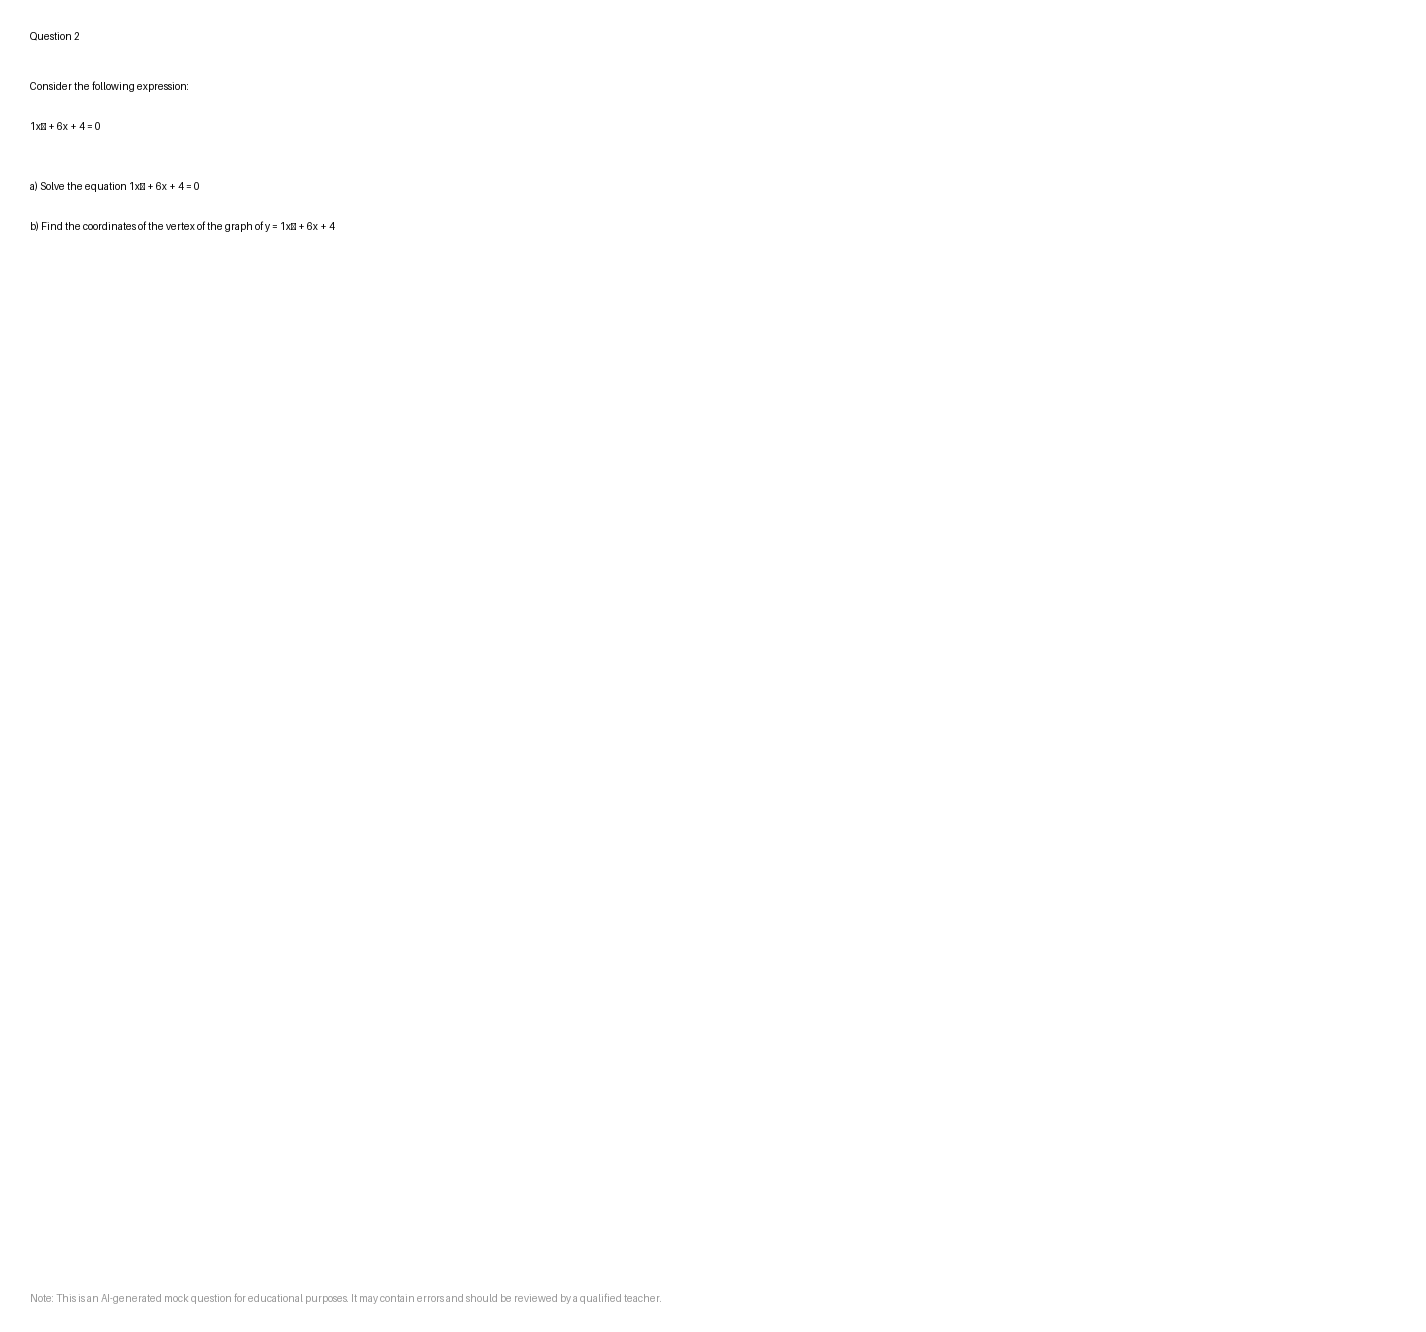 Question 2
Consider the following expression:
1x� + 6x + 4 = 0
a) Solve the equation 1x� + 6x + 4 = 0
b) Find the coordinates of the vertex of the graph of y = 1x� + 6x + 4
Note: This is an AI-generated mock question for educational purposes. It may contain errors and should be reviewed by a qualified teacher.